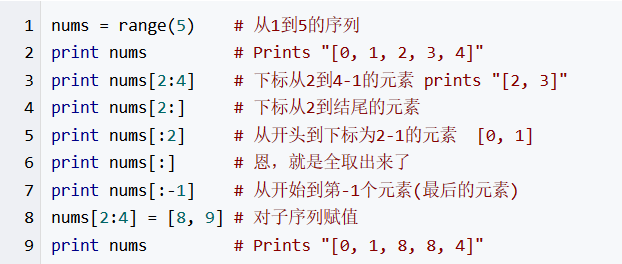 1 nums = range(5) # 从1到5的序列
2 print nums # Prints "[0, 1, 2, 3, 4]"
3 print nums[2:4] # 下标从2到4-1的元素 prints "[2, 3]"
4 print nums[2:] # 下标从2到结尾的元素
5 print nums[:2] # 从开头到下标为2-1的元素 [0, 1]
6 print nums[:] # 恩，就是全取出来了
7 print nums[:-1] # 从开始到第-1个元素(最后的元素)
8 nums[2:4] = [8, 9] # 对子序列赋值
9 print nums # Prints "[0, 1, 8, 8, 4]"